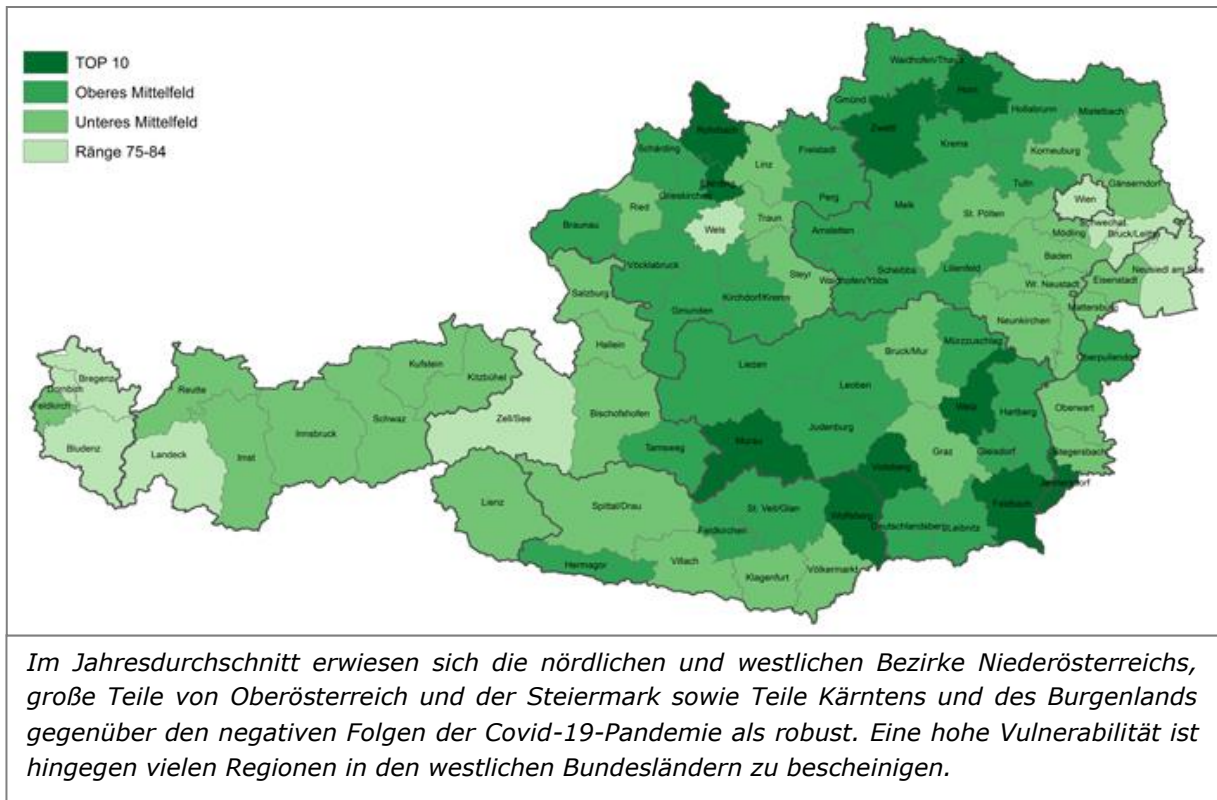 TOP 10
Oberes Mittelfeld
Unteres Mittelfeld
Ränge 75-84
Waidhofen/Thaya
Horn
Gmünd
Hollabrunn
Mistelbach
Zwettl
Rohrbach
Schärding
Linz
Freistadt
Krems
Korneuburg
Gänserndorf
Eferding
Grieskirchen
Perg
Tulln
Wien
Ried
Wels
Traun
Melk
St. Pölten
Schwechat
Bruck/Leitha
Mödling
Braunau
Amstetten
Baden
Neusiedl am See
Vöcklabruck
Steyr
Scheibbs
Lilienfeld
Waidhofen/Ybbs
Eisenstadt
Salzburg
Kirchdorf/Krems
Wr. Neustadt
Mattersburg
Gmunden
Neunkirchen
Hallein
Bruck/Mur
Mürzzuschlag
Oberpullendorf
Kufstein
Liezen
Bregenz
Dornbirn
Reutte
Kitzbühel
Leoben
Feldkirch
Schwaz
Zell/See
Bischofshofen
Weiz
Hartberg
Oberwart
Innsbruck
Judenburg
Bludenz
Landeck
Imst
Tamsweg
Murau
Graz
Gleisdorf
Stegersbach
Voitsberg
Jennersdorf
Lienz
Spittal/Drau
St. Veit/Glan
Wolfsberg
Feldbach
Feldkirchen
Deutschlandsberg
Leibnitz
Hermagor
Villach
Klagenfurt
Völkermarkt
Im Jahresdurchschnitt erwiesen sich die nördlichen und westlichen Bezirke Niederösterreichs,
große Teile von Oberösterreich und der Steiermark sowie Teile Kärntens und des Burgenlands
gegenüber den negativen Folgen der Covid-19-Pandemie als robust. Eine hohe Vulnerabilität ist
hingegen vielen Regionen in den westlichen Bundesländern zu bescheinigen.